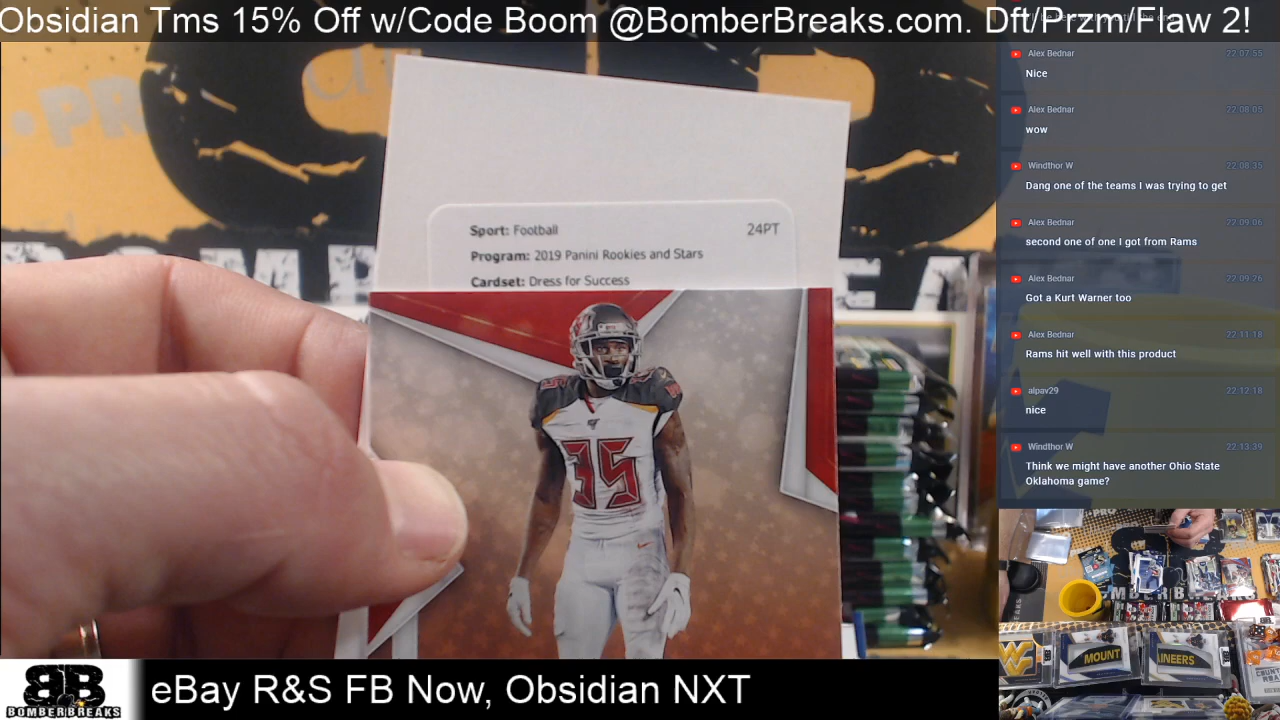 Obsidian Tms 15% Off w/Code Boom @BomberBreaks.com. Dft/Przm/Flaw 2!
Alex Bednar 22:07:55
Nice
Alex Bednar 22:08:05
wow
Windthor W 22:08:35
Dang one of the teams I was trying to get
Alex Bednar 22:09:06
second one of one I got from Rams
Alex Bednar 22:09:26
Got a Kurt Warner too
Alex Bednar 22:11:18
Rams hit well with this product
alpav29 22:12:18
nice
Windthor W 22:13:39
Think we might have another Ohio State
Oklahoma game?
.PRO
Sport: Football 24PT
Program: 2019 Panini Rookies and Stars
Cardset: Dress for Success
35
35
MOUNT
AINEERS
BB
BOMBERBREAKS
eBay R&S FB Now, Obsidian NXT